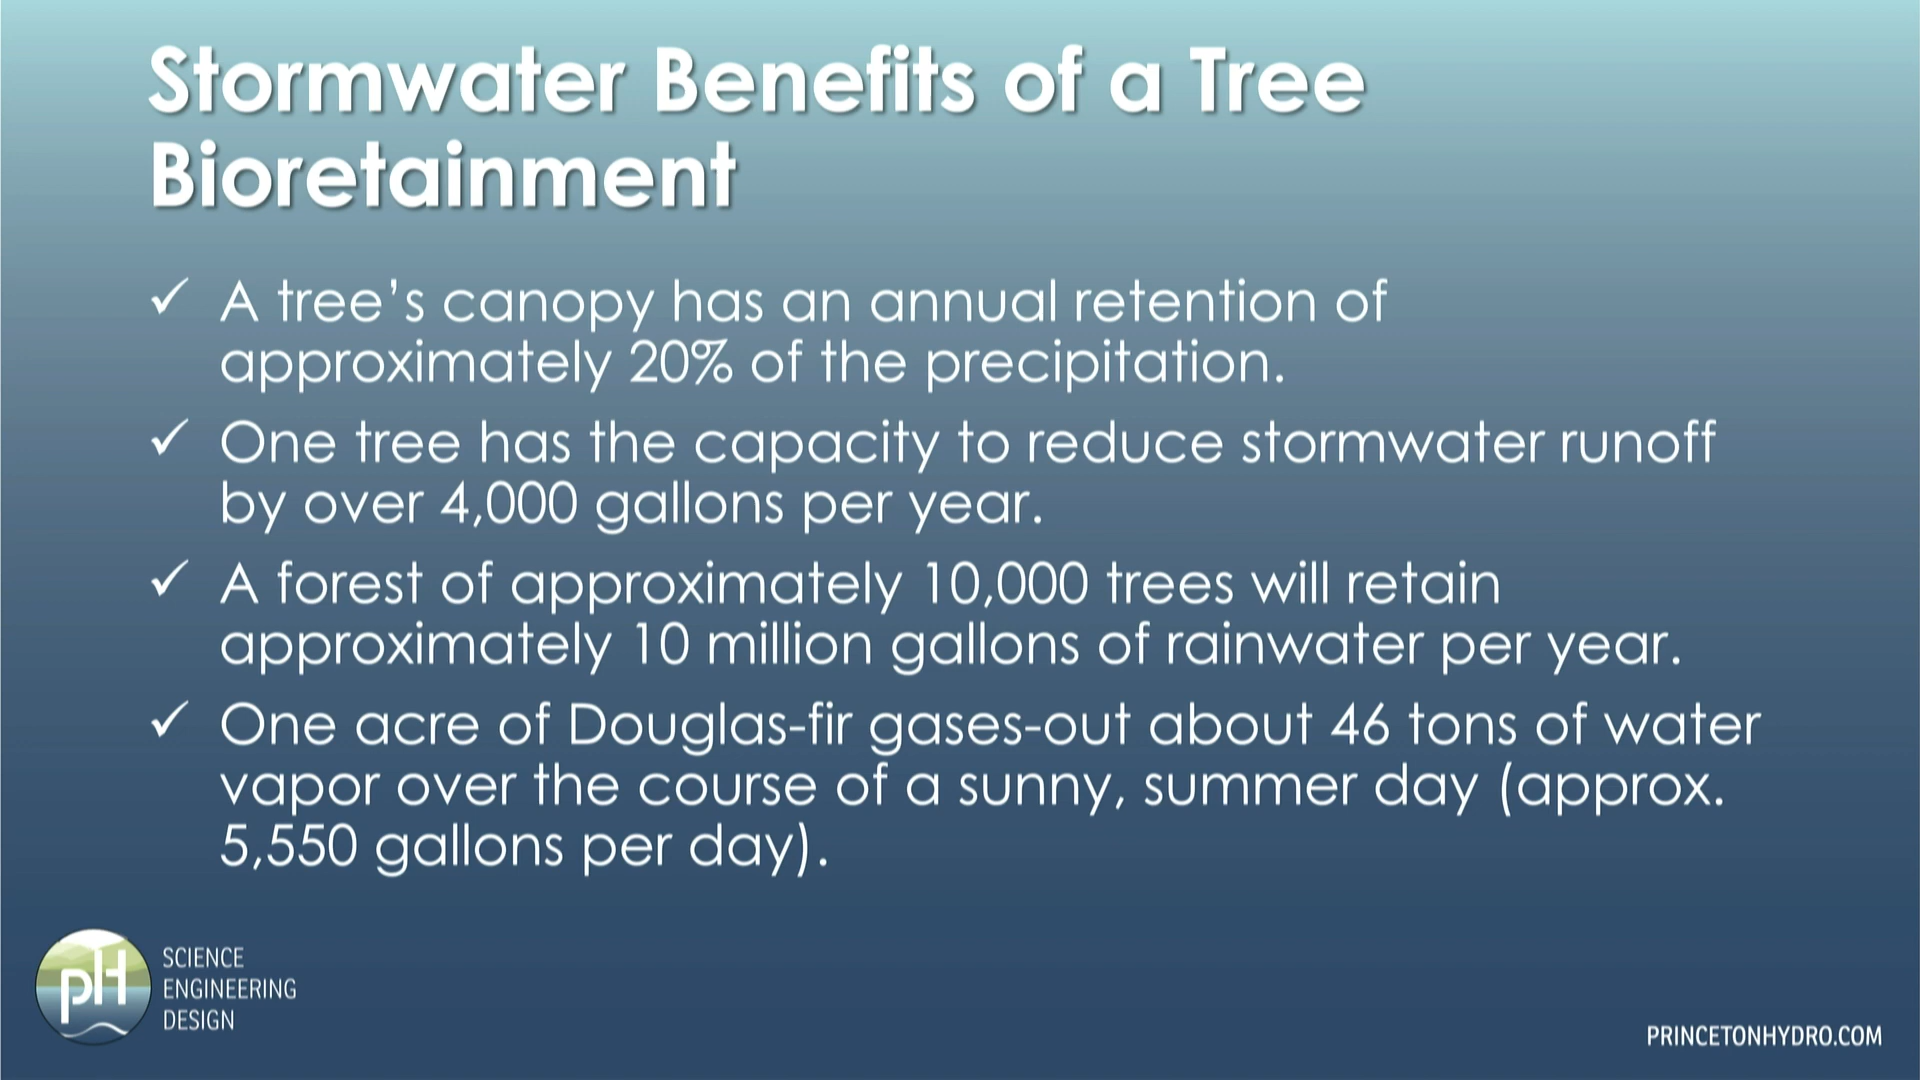 Stormwater Benefits of a Tree
Bioretainment
✓ A tree’s canopy has an annual retention of
approximately 20% of the precipitation.
✓ One tree has the capacity to reduce stormwater runoff
by over 4,000 gallons per year.
✓ A forest of approximately 10,000 trees will retain
approximately 10 million gallons of rainwater per year.
✓ One acre of Douglas-fir gases-out about 46 tons of water
vapor over the course of a sunny, summer day (approx.
5,550 gallons per day).
pH
SCIENCE
ENGINEERING
DESIGN
PRINCETONHYDRO.COM